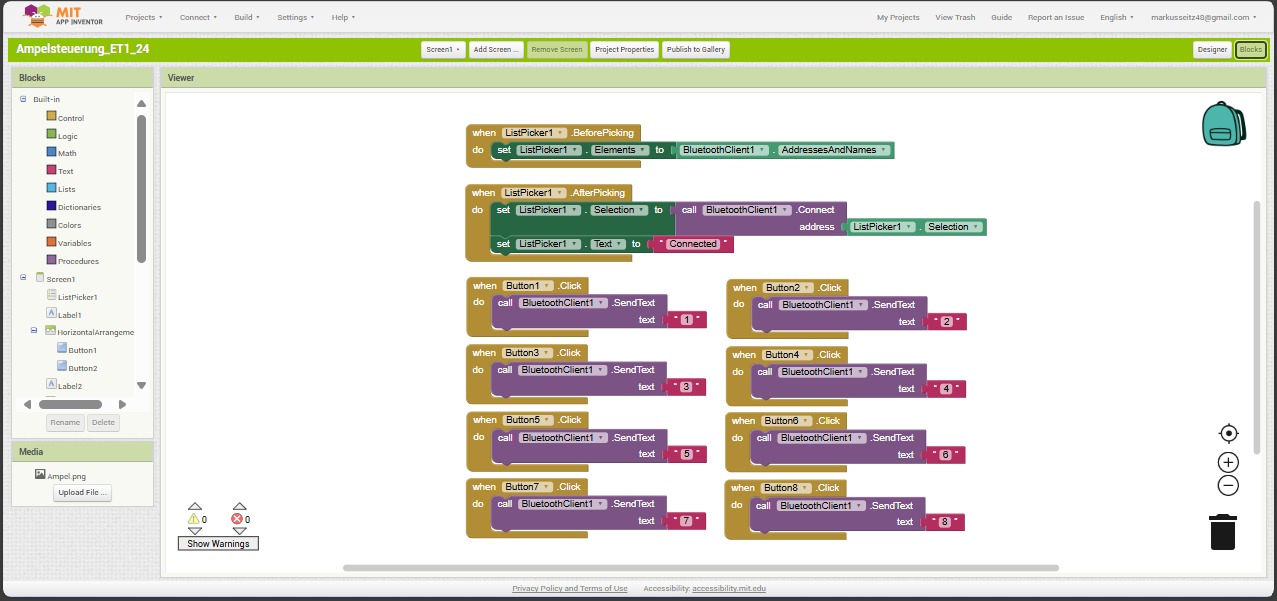 MIT
APP INVENTOR
Projects Connect Build Settings Help
My Projects View Trash Guide Report an Issue English markusseitz48@gmail.com
Ampelsteuerung_ET1_24
Screen1 Add Screen ... Remove Screen Project Properties Publish to Gallery
Designer Blocks
Blocks
Built-in
Control
Logic
Math
Text
Lists
Dictionaries
Colors
Variables
Procedures
Screen1
ListPicker1
Label1
HorizontalArrangeme
Button1
Button2
Label2
Rename Delete
Media
Ampel.png
Upload File ...
Viewer
when ListPicker1 .BeforePicking
do set ListPicker1 . Elements to BluetoothClient1 . AddressesAndNames
when ListPicker1 .AfterPicking
do set ListPicker1 . Selection to call BluetoothClient1 .Connect
address ListPicker1 . Selection
set ListPicker1 . Text to " Connected "
when Button1 .Click
do call BluetoothClient1 .SendText
text " 1 "
when Button2 .Click
do call BluetoothClient1 .SendText
text " 2 "
when Button3 .Click
do call BluetoothClient1 .SendText
text " 3 "
when Button4 .Click
do call BluetoothClient1 .SendText
text " 4 "
when Button5 .Click
do call BluetoothClient1 .SendText
text " 5 "
when Button6 .Click
do call BluetoothClient1 .SendText
text " 6 "
when Button7 .Click
do call BluetoothClient1 .SendText
text " 7 "
when Button8 .Click
do call BluetoothClient1 .SendText
text " 8 "
0 0
Show Warnings
Privacy Policy and Terms of Use Accessibility: accessibility.mit.edu